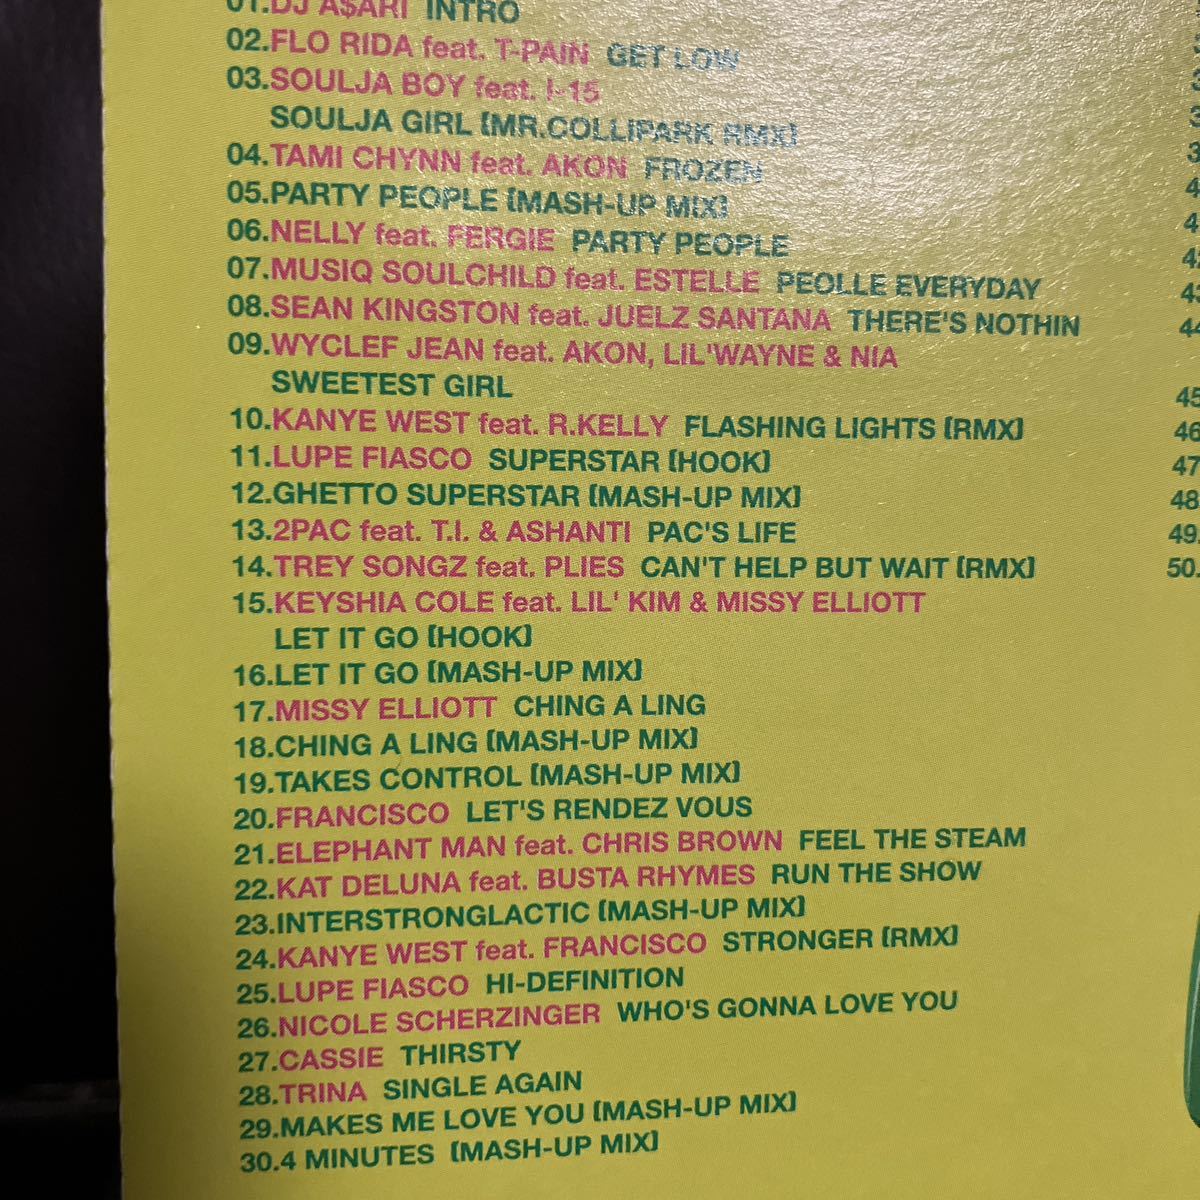 01.DJ A$ARI INTRO
02.FLO RIDA feat. T-PAIN GET LOW
03.SOULJA BOY feat. I-15
SOULJA GIRL (MR.COLLIPARK RMX)
04.TAMI CHYNN feat. AKON FROZEN
05.PARTY PEOPLE (MASH-UP MIX)
06.NELLY feat. FERGIE PARTY PEOPLE
07.MUSIQ SOULCHILD feat. ESTELLE PEOLLE EVERYDAY
08.SEAN KINGSTON feat. JUELZ SANTANA THERE'S NOTHIN
09.WYCLEF JEAN feat. AKON, LIL'WAYNE & NIA
SWEETEST GIRL
10.KANYE WEST feat. R.KELLY FLASHING LIGHTS (RMX)
11.LUPE FIASCO SUPERSTAR (HOOK)
12.GHETTO SUPERSTAR (MASH-UP MIX)
13.2PAC feat. T.I. & ASHANTI PAC'S LIFE
14.TREY SONGZ feat. PLIES CAN'T HELP BUT WAIT (RMX)
15.KEYSHIA COLE feat. LIL' KIM & MISSY ELLIOTT
LET IT GO (HOOK)
16.LET IT GO (MASH-UP MIX)
17.MISSY ELLIOTT CHING A LING
18.CHING A LING (MASH-UP MIX)
19.TAKES CONTROL (MASH-UP MIX)
20.FRANCISCO LET'S RENDEZ VOUS
21.ELEPHANT MAN feat. CHRIS BROWN FEEL THE STEAM
22.KAT DELUNA feat. BUSTA RHYMES RUN THE SHOW
23.INTERSTRONGLACTIC (MASH-UP MIX)
24.KANYE WEST feat. FRANCISCO STRONGER (RMX)
25.LUPE FIASCO HI-DEFINITION
26.NICOLE SCHERZINGER WHO'S GONNA LOVE YOU
27.CASSIE THIRSTY
28.TRINA SINGLE AGAIN
29.MAKES ME LOVE YOU (MASH-UP MIX)
30.4 MINUTES (MASH-UP MIX)
45
46
47
48
49.
50.